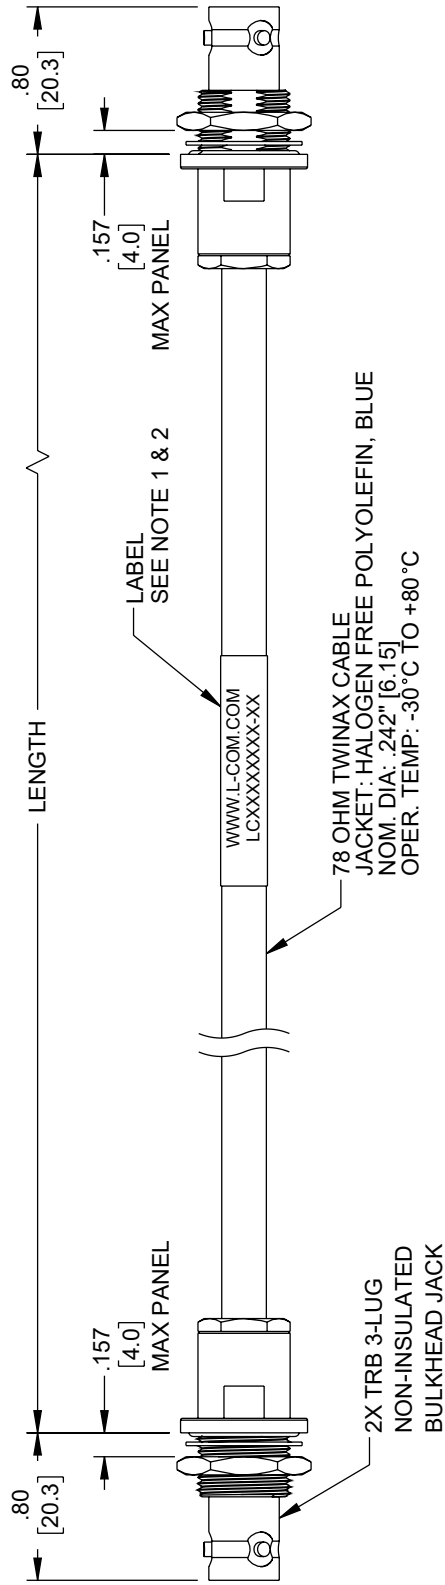 .80
[20.3]
LENGTH
.80
[20.3]
.157
[4.0]
MAX PANEL
.157
[4.0]
MAX PANEL
LABEL
SEE NOTE 1 & 2
WWW.L-COM.COM
LCXXXXXXX-XX
2X TRB 3-LUG
NON-INSULATED
BULKHEAD JACK
78 OHM TWINAX CABLE
JACKET: HALOGEN FREE POLYOLEFIN, BLUE
NOM. DIA: .242" [6.15]
OPER. TEMP: -30°C TO +80°C